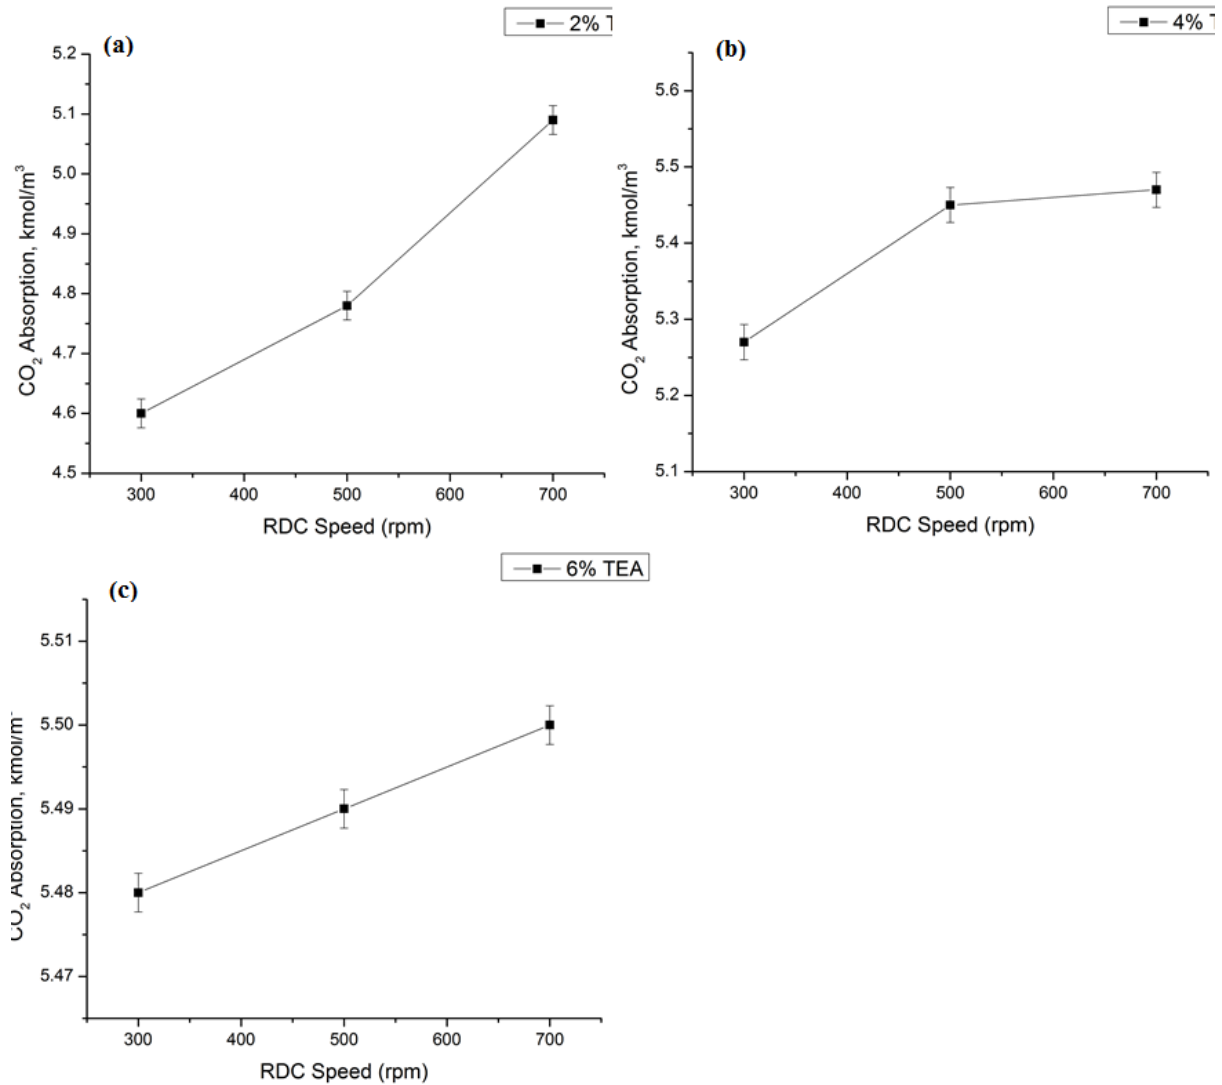 (a)
2% T
5.2
5.1
5.0
4.9
4.8
4.7
4.6
4.5
CO₂ Absorption, kmol/m³
300 400 500 600 700
RDC Speed (rpm)
(b)
4% T
5.6
5.5
5.4
5.3
5.2
5.1
CO₂ Absorption, kmol/m³
300 400 500 600 700
RDC Speed (rpm)
(c)
6% TEA
5.51
5.50
5.49
5.48
5.47
CO₂ Absorption, kmol/m
300 400 500 600 700
RDC Speed (rpm)